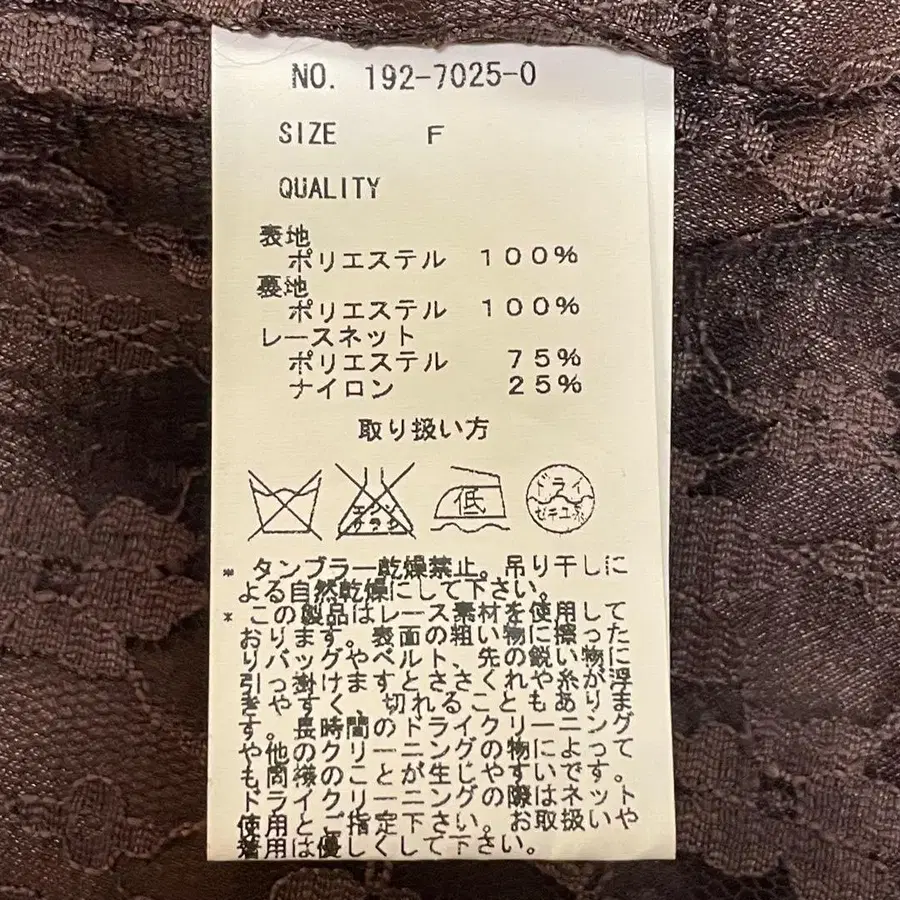 NO. 192-7025-0
SIZE F
QUALITY
表地
ポリエステル 100%
裏地
ポリエステル 100%
レースネット
ポリエステル 75%
ナイロン 25%
取り扱い方
エンソ
サラシ
低
ドライ
セキユ系
* タンブラー乾燥禁止。吊り干しに
よる自然乾燥にして下さい。
* この製品はレース素材を使用して
おります。表面の粗い物に擦った
りバッグやベルト、先の鋭い物に
引っ掛けますとささくれや糸が浮
きやすく、切れることもありま
す。長時間のドライクリーニング
や他のクリーニングの物によって
も同様のことが生じやすいです。
ドライクリーニングの際はネット
使用とご指定下さい。お取扱いや
着用は優しくして下さい。